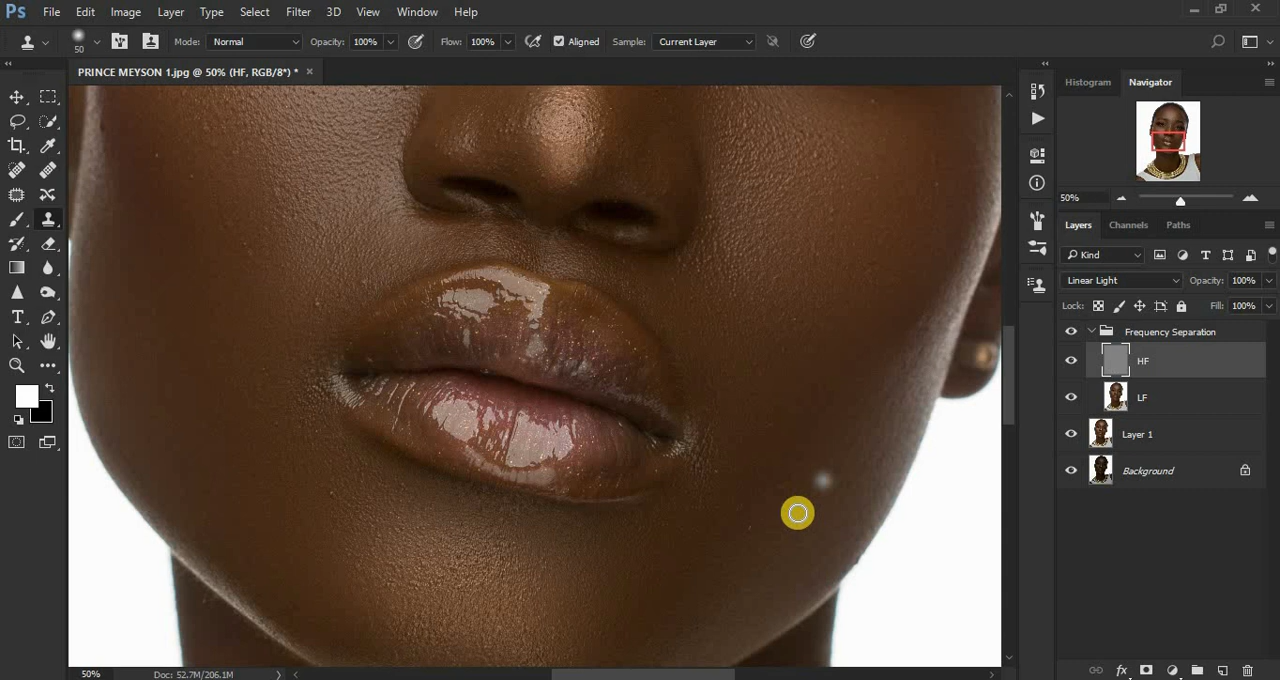 Ps File Edit Image Layer Type Select Filter 3D View Window Help
50 Mode: Normal Opacity: 100% Flow: 100% Aligned Sample: Current Layer
PRINCE MEYSON 1.jpg @ 50% (HF, RGB/8*) * ×
Histogram Navigator
50%
Layers Channels Paths
Kind
Linear Light Opacity: 100%
Lock: Fill: 100%
Frequency Separation
HF
LF
Layer 1
Background
50% Doc: 52.7M/206.1M